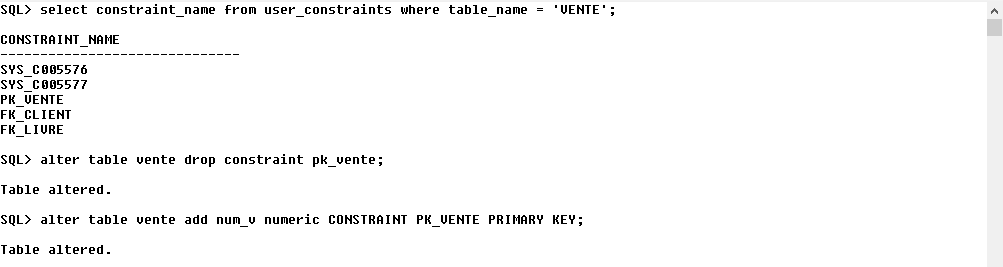 SQL> select constraint_name from user_constraints where table_name = 'VENTE';
CONSTRAINT_NAME
------------------------------
SYS_C005576
SYS_C005577
PK_VENTE
FK_CLIENT
FK_LIVRE
SQL> alter table vente drop constraint pk_vente;
Table altered.
SQL> alter table vente add num_v numeric CONSTRAINT PK_VENTE PRIMARY KEY;
Table altered.